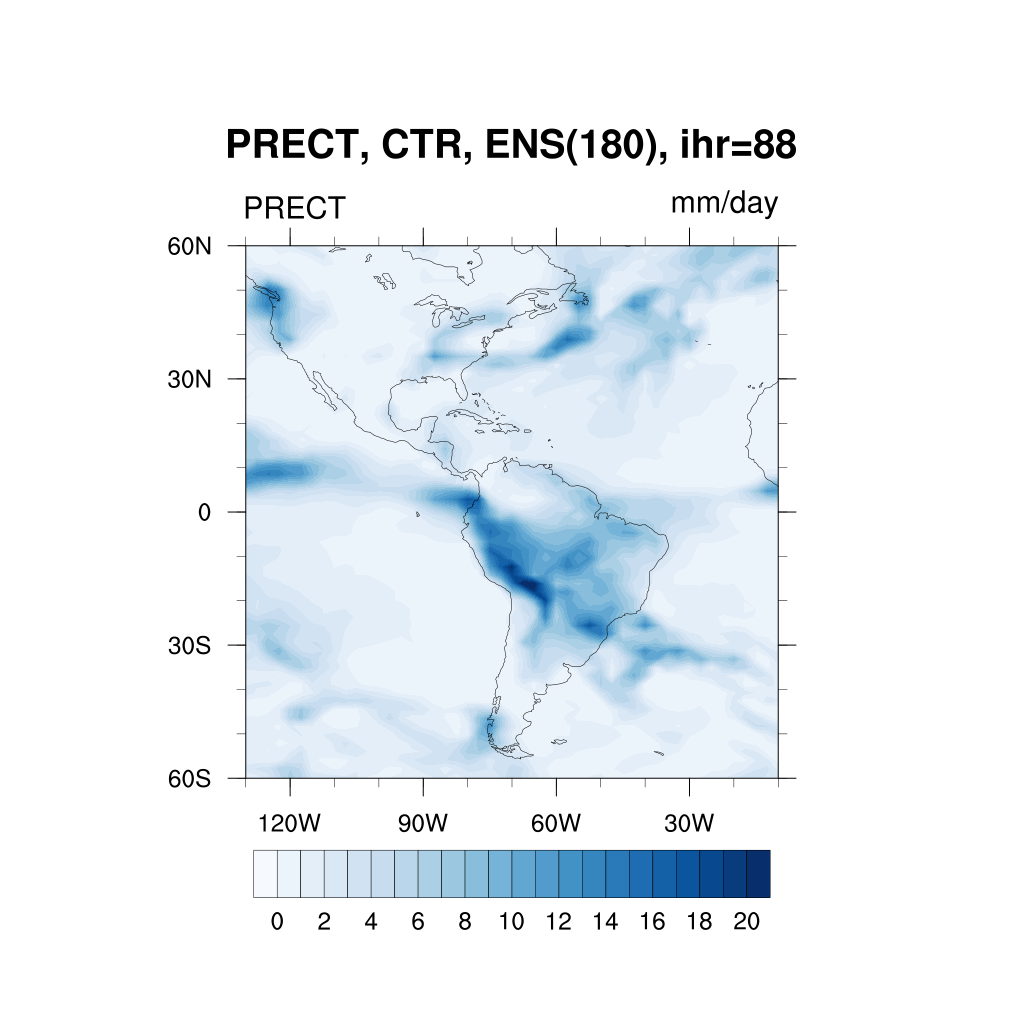 PRECT, CTR, ENS(180), ihr=88
PRECT mm/day
60N
30N
0
30S
60S
120W 90W 60W 30W
0 2 4 6 8 10 12 14 16 18 20